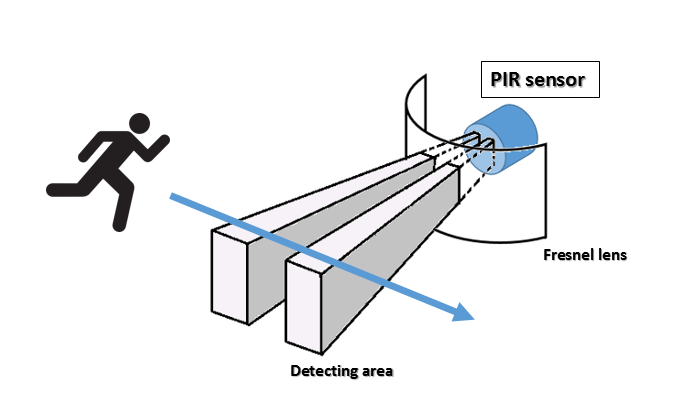 PIR sensor
Fresnel lens
Detecting area